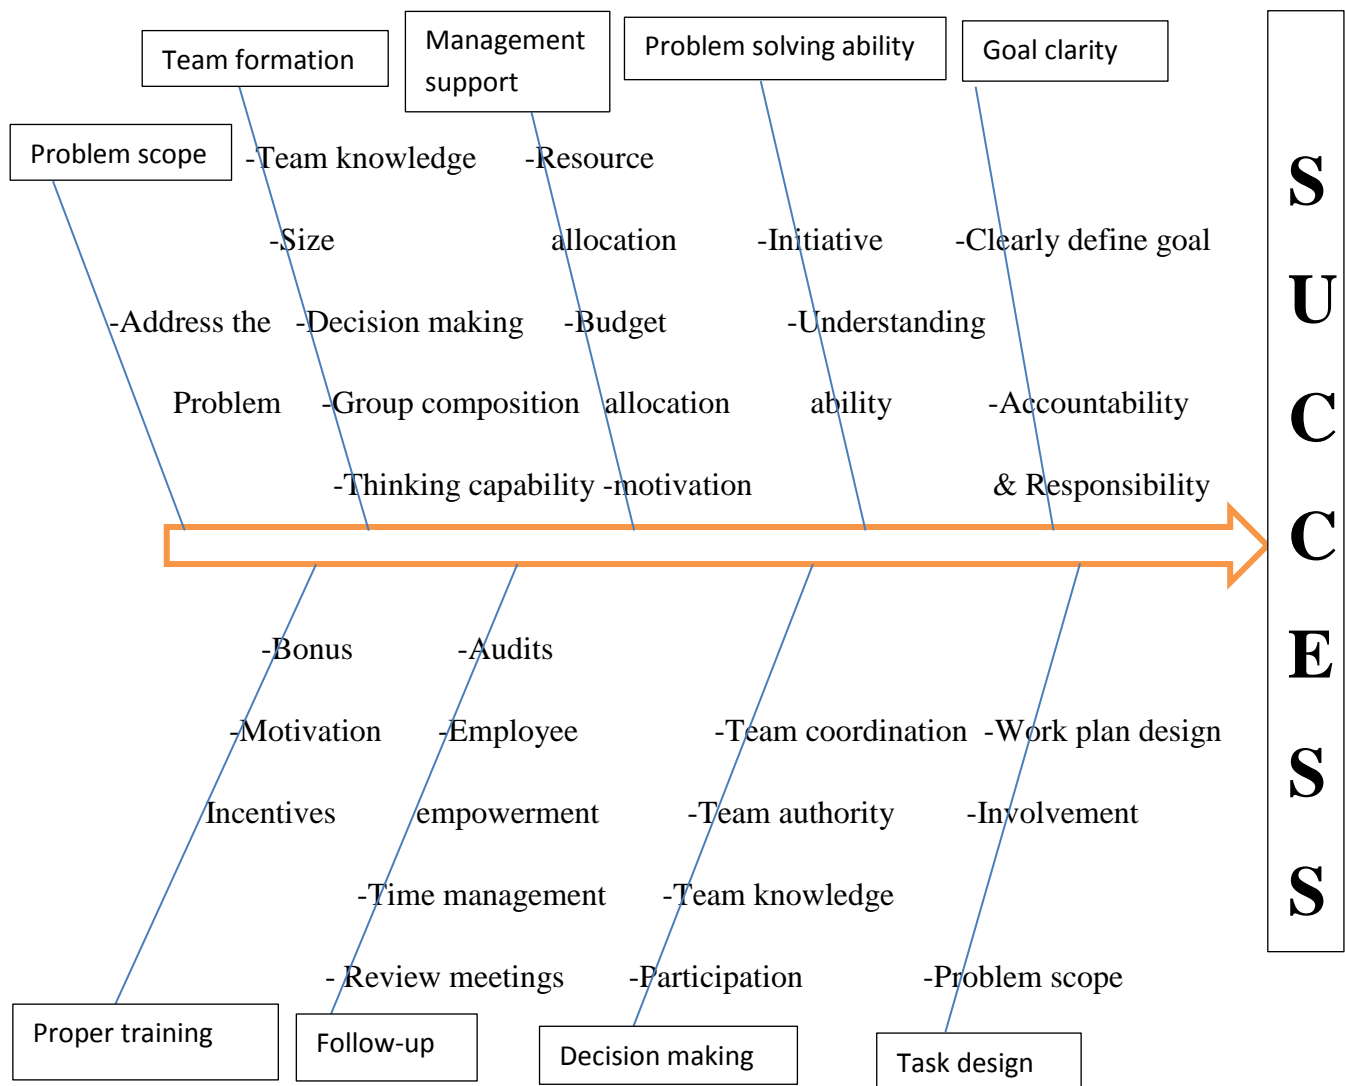 Team formation
Management
support
Problem solving ability
Goal clarity
Problem scope
-Team knowledge
-Size
-Decision making
-Group composition
-Thinking capability
-Resource
allocation
-Budget
allocation
-motivation
-Initiative
-Understanding
ability
-Clearly define goal
-Accountability
& Responsibility
-Address the
Problem
SUCCESS
-Bonus
-Motivation
Incentives
-Audits
-Employee
empowerment
-Time management
- Review meetings
-Team coordination
-Team authority
-Team knowledge
-Participation
-Work plan design
-Involvement
-Problem scope
Proper training
Follow-up
Decision making
Task design